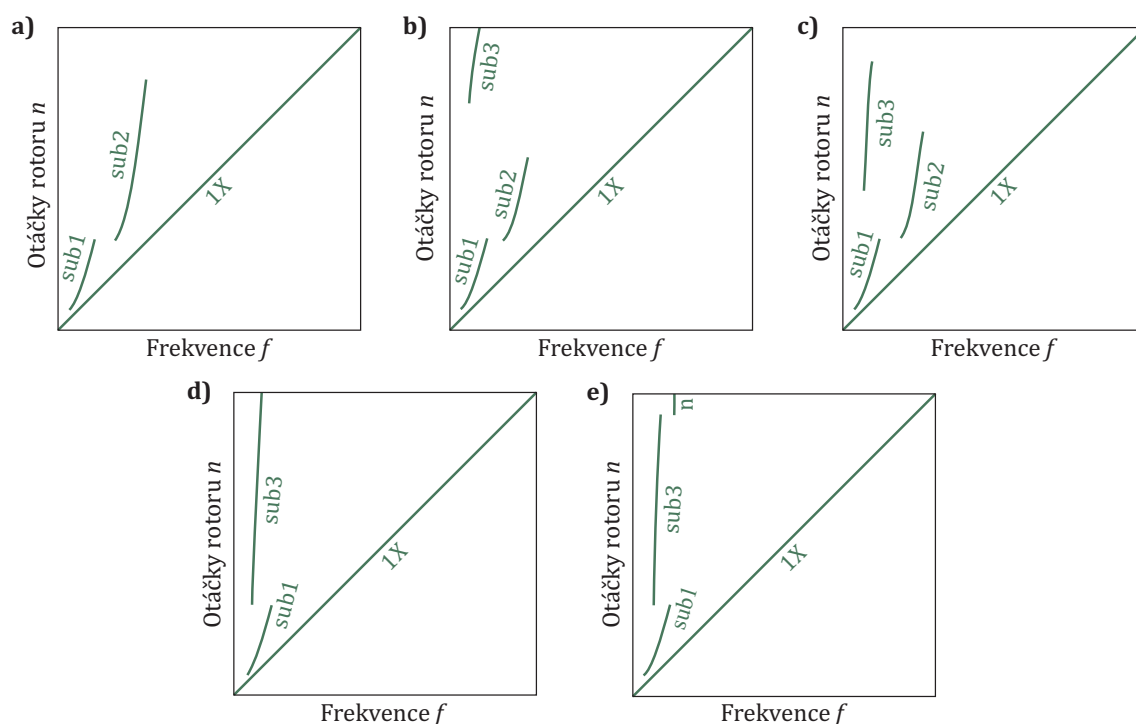 a)
Otáčky rotoru n
sub1
sub2
1X
Frekvence f
b)
Otáčky rotoru n
sub3
sub2
sub1
1X
Frekvence f
c)
Otáčky rotoru n
sub3
sub2
sub1
1X
Frekvence f
d)
Otáčky rotoru n
sub3
sub1
1X
Frekvence f
e)
Otáčky rotoru n
n
sub3
sub1
1X
Frekvence f